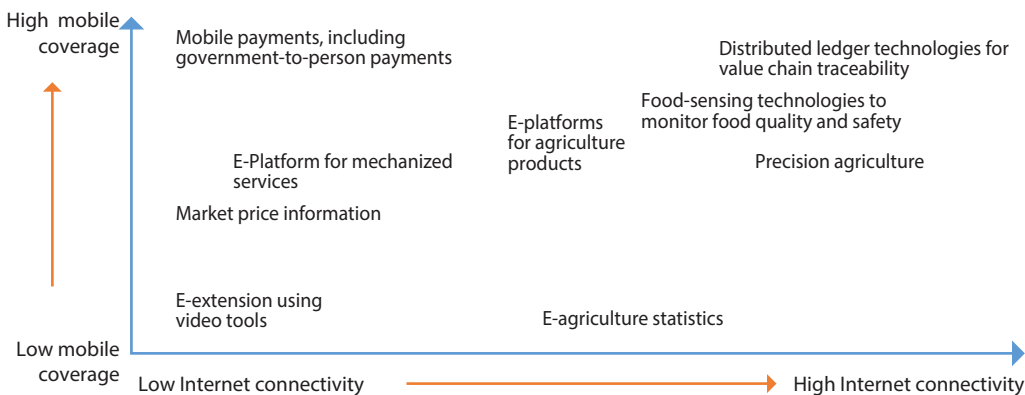 High mobile
coverage
Mobile payments, including
government-to-person payments
Distributed ledger technologies for
value chain traceability
Food-sensing technologies to
monitor food quality and safety
E-platforms
for agriculture
products
E-Platform for mechanized
services
Precision agriculture
Market price information
E-extension using
video tools
E-agriculture statistics
Low mobile
coverage
Low Internet connectivity
High Internet connectivity